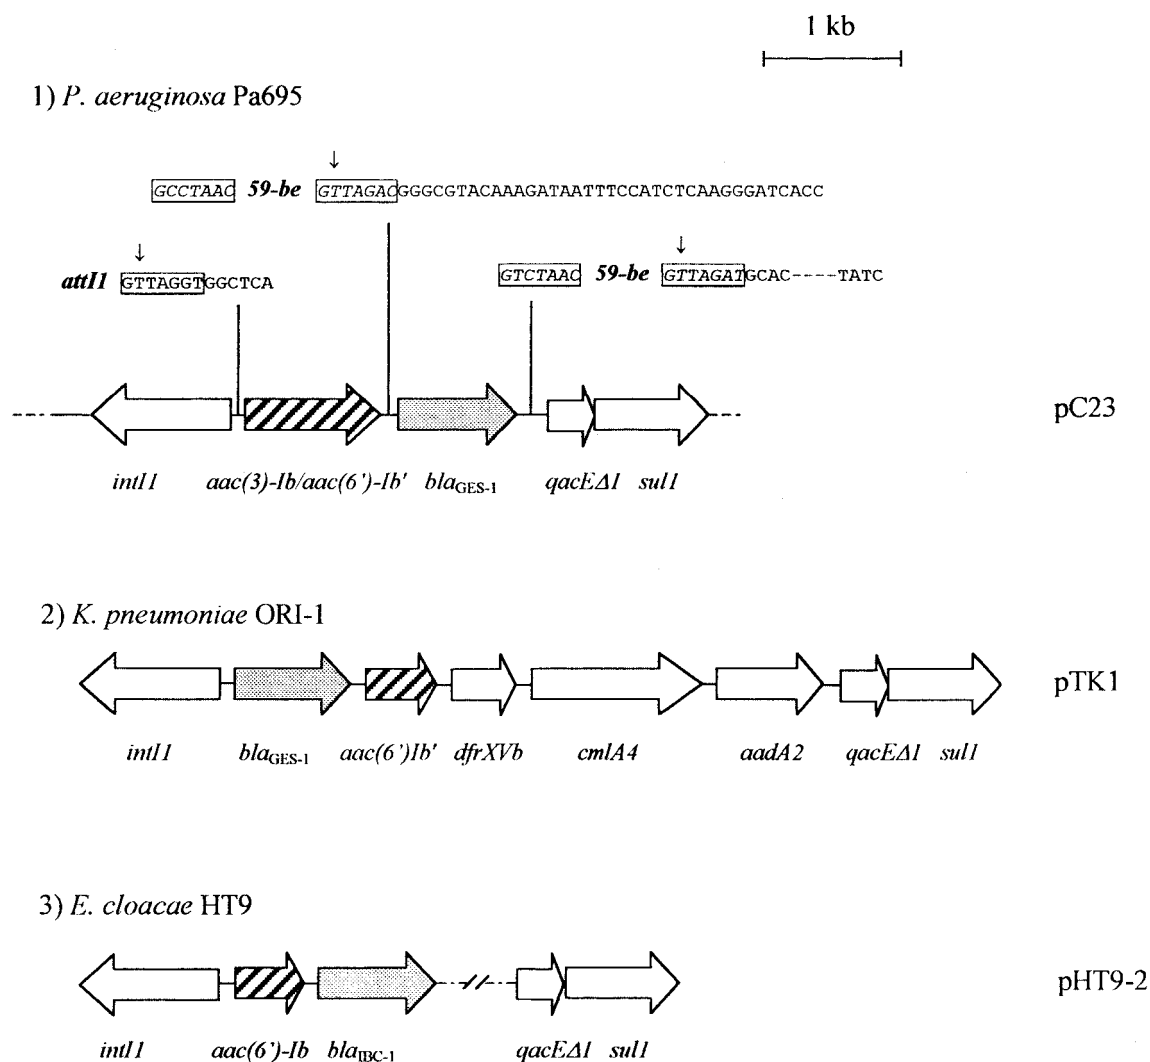 1 kb
1) P. aeruginosa Pa695
↓
GCCTAAC 59-be GTTAGACGGGCGTACAAAGATAATTTCCATCTCAAGGGATCACC
↓ ↓
attI1 GTTAGGTGGCTCA GTCTAAC 59-be GTTAGATGCAC----TATC
pC23
intI1 aac(3)-Ib/aac(6')-Ib' blaGES-1 qacEΔ1 sul1
2) K. pneumoniae ORI-1
pTK1
intI1 blaGES-1 aac(6')Ib' dfrXVb cmlA4 aadA2 qacEΔ1 sul1
3) E. cloacae HT9
pHT9-2
intI1 aac(6')-Ib blaIBC-1 qacEΔ1 sul1